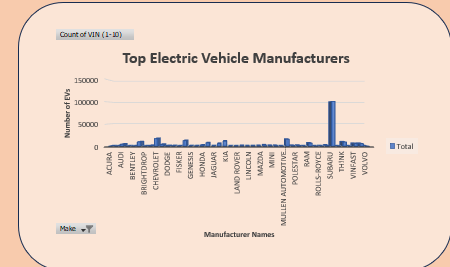 Count of VIN (1-10)
Top Electric Vehicle Manufacturers
Number of EVs
150000
100000
50000
0
ACURA
AUDI
BENTLEY
BRIGHTDROP
CHEVROLET
DODGE
FISKER
GENESIS
HONDA
JAGUAR
KIA
LAND ROVER
LINCOLN
MAZDA
MINI
MULLEN AUTOMOTIVE...
POLESTAR
RAM
ROLLS-ROYCE
SUBARU
TH!NK
VINFAST
VOLVO
Total
Make
Manufacturer Names